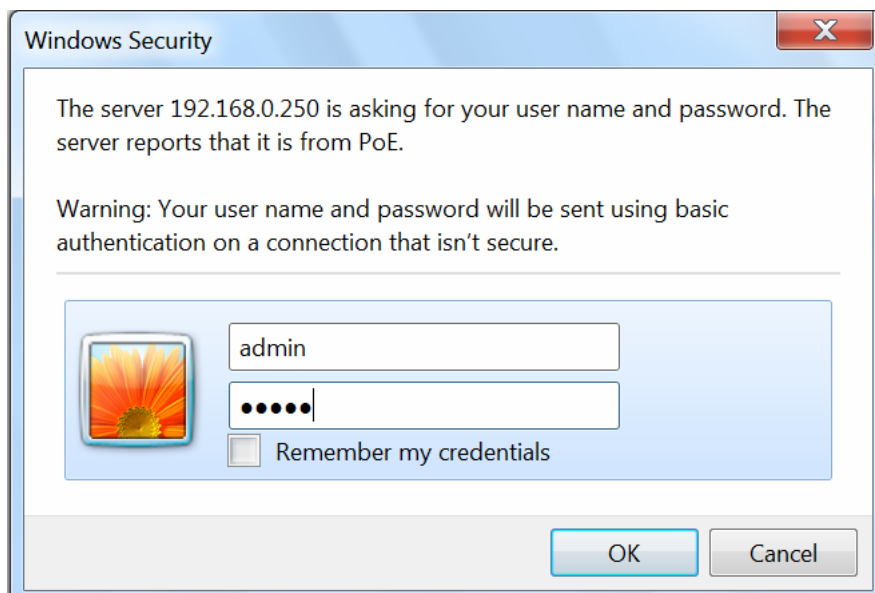 Windows Security
The server 192.168.0.250 is asking for your user name and password. The
server reports that it is from PoE.
Warning: Your user name and password will be sent using basic
authentication on a connection that isn't secure.
admin
●●●●●
Remember my credentials
OK
Cancel